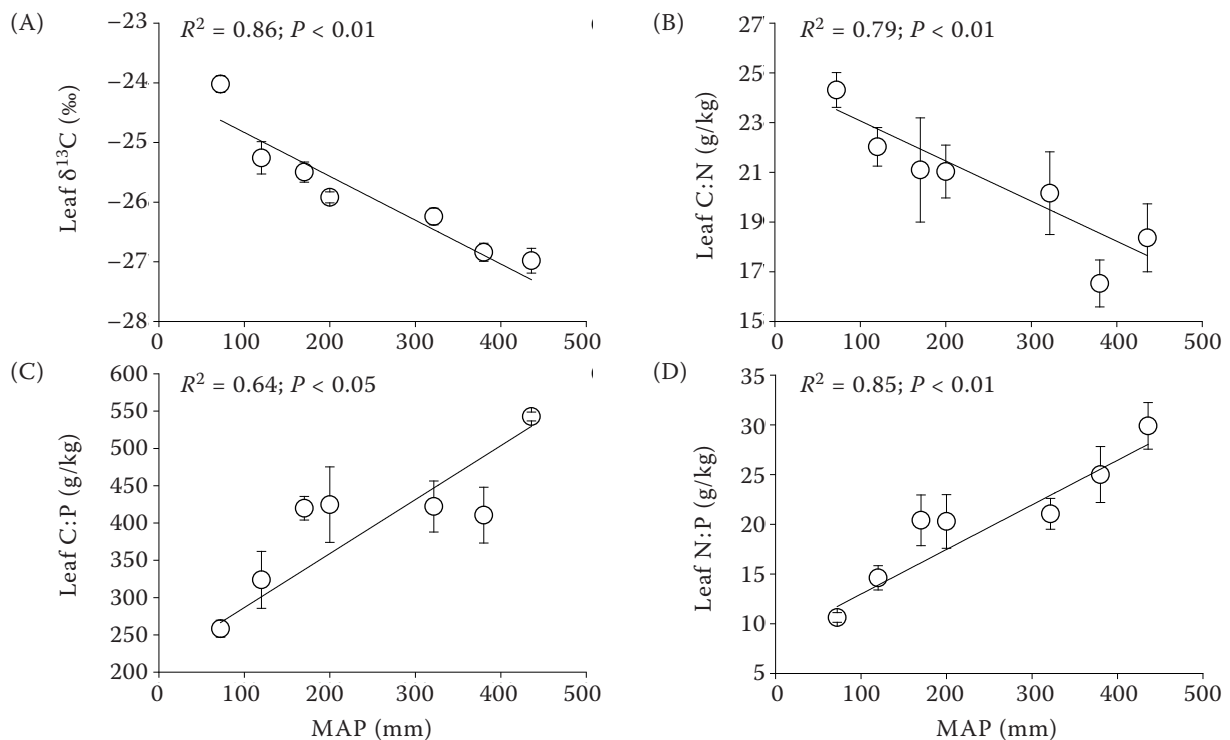 (A)
R² = 0.86; P < 0.01
−23
−24
−25
−26
−27
−28
Leaf δ¹³C (‰)
0 100 200 300 400 500
(B)
R² = 0.79; P < 0.01
27
25
23
21
19
17
15
Leaf C:N (g/kg)
0 100 200 300 400 500
(C)
R² = 0.64; P < 0.05
600
550
500
450
400
350
300
250
200
Leaf C:P (g/kg)
0 100 200 300 400 500
MAP (mm)
(D)
R² = 0.85; P < 0.01
35
30
25
20
15
10
5
Leaf N:P (g/kg)
0 100 200 300 400 500
MAP (mm)